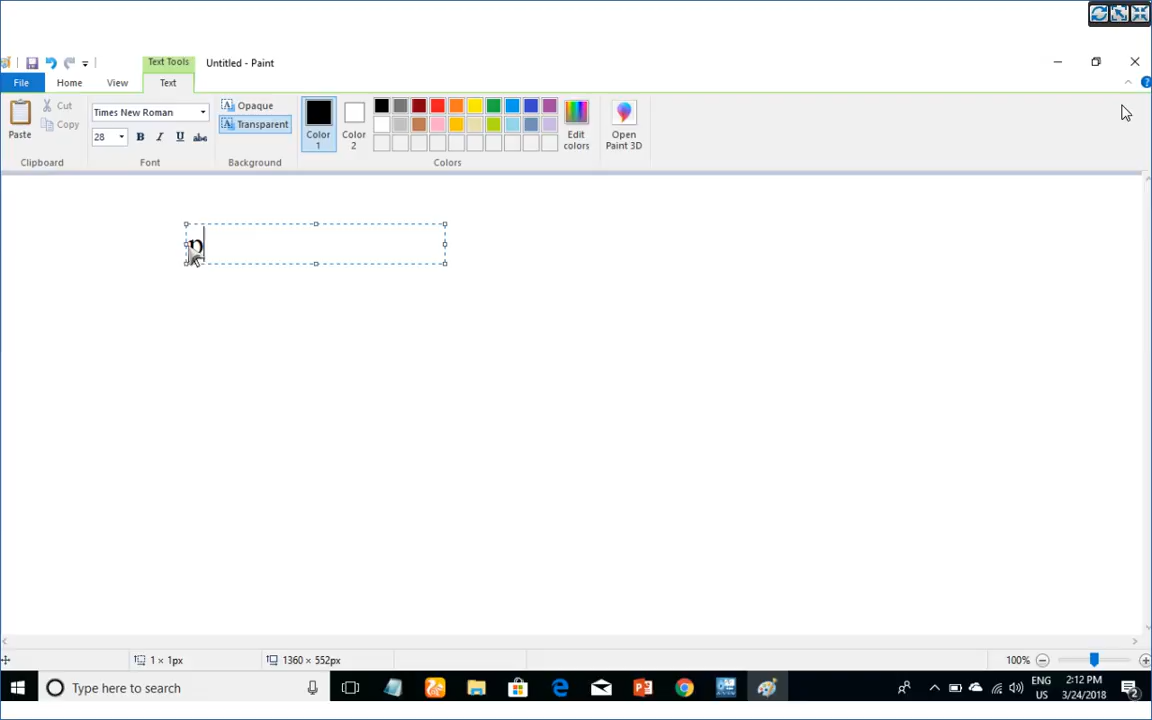 Text Tools
Untitled - Paint
File
Home
View
Text
Paste
Cut
Copy
Clipboard
Times New Roman
28
B
I
U
abc
Font
Opaque
Transparent
Background
Color 1
Color 2
Edit colors
Colors
Open Paint 3D
p
1 × 1px
1360 × 552px
100%
Type here to search
ENG
US
2:12 PM
3/24/2018
2